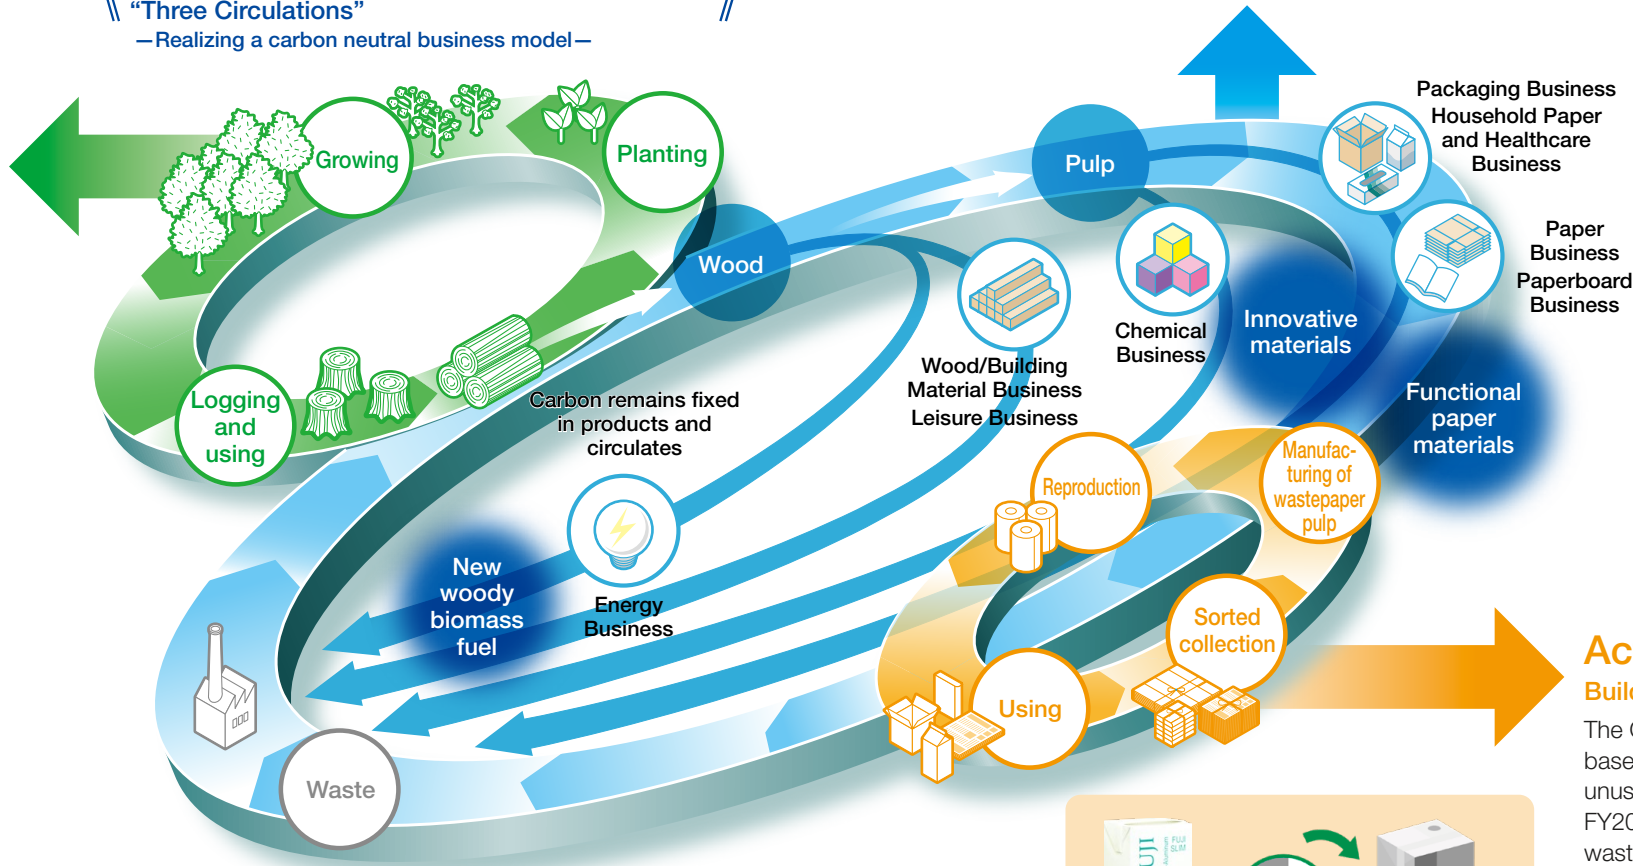 “Three Circulations”
—Realizing a carbon neutral business model—
Growing
Planting
Logging
and
using
Wood
Pulp
Packaging Business
Household Paper
and Healthcare
Business
Paper
Business
Paperboard
Business
Chemical
Business
Innovative
materials
Functional
paper
materials
Wood/Building
Material Business
Leisure Business
Carbon remains fixed
in products and
circulates
Energy
Business
New
woody
biomass
fuel
Waste
Reproduction
Manufac-
turing of
wastepaper
pulp
Sorted
collection
Using
Ac
Buil
The
base
unus
FY20
wast
FUJI
FUJI
SLIM